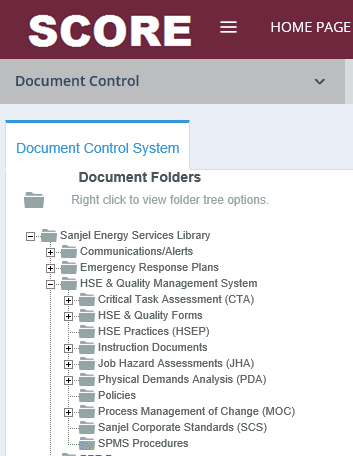 SCORE HOME PAGE
Document Control
Document Control System
Document Folders
Right click to view folder tree options.
Sanjel Energy Services Library
Communications/Alerts
Emergency Response Plans
HSE & Quality Management System
Critical Task Assessment (CTA)
HSE & Quality Forms
HSE Practices (HSEP)
Instruction Documents
Job Hazard Assessments (JHA)
Physical Demands Analysis (PDA)
Policies
Process Management of Change (MOC)
Sanjel Corporate Standards (SCS)
SPMS Procedures